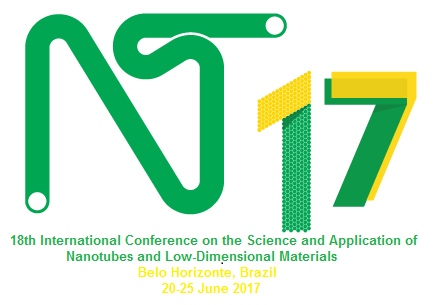 NT17
18th International Conference on the Science and Application of
Nanotubes and Low-Dimensional Materials
Belo Horizonte, Brazil
20-25 June 2017